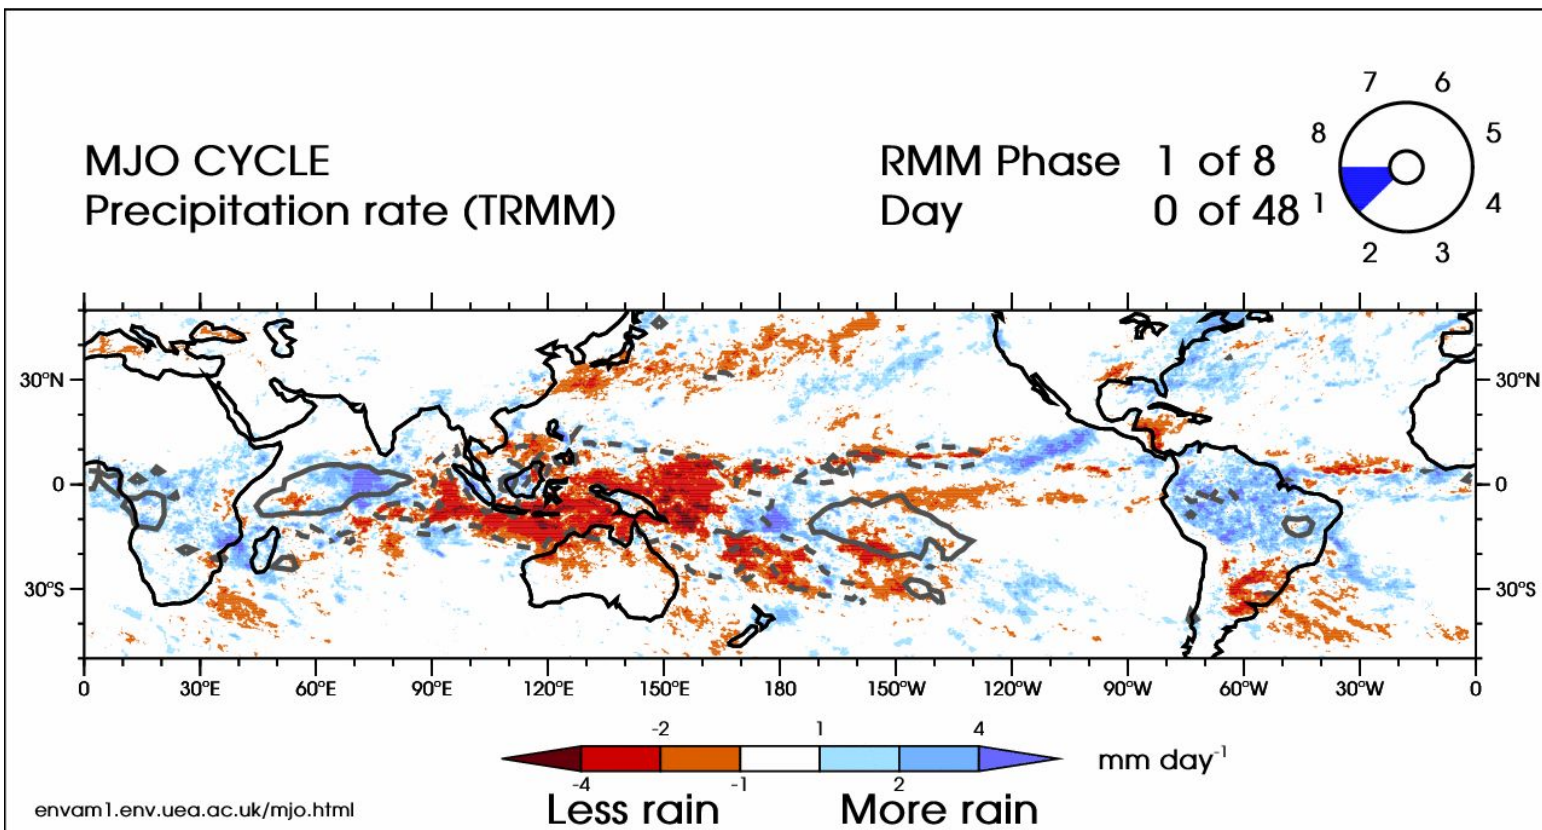 MJO CYCLE
Precipitation rate (TRMM)
RMM Phase 1 of 8
Day 0 of 48
7 6
8 5
1 4
2 3
30°N 30°N
0 0
30°S 30°S
0 30°E 60°E 90°E 120°E 150°E 180 150°W 120°W 90°W 60°W 30°W 0
-2 1 4
mm day-1
-4 -1 2
Less rain More rain
envam1.env.uea.ac.uk/mjo.html